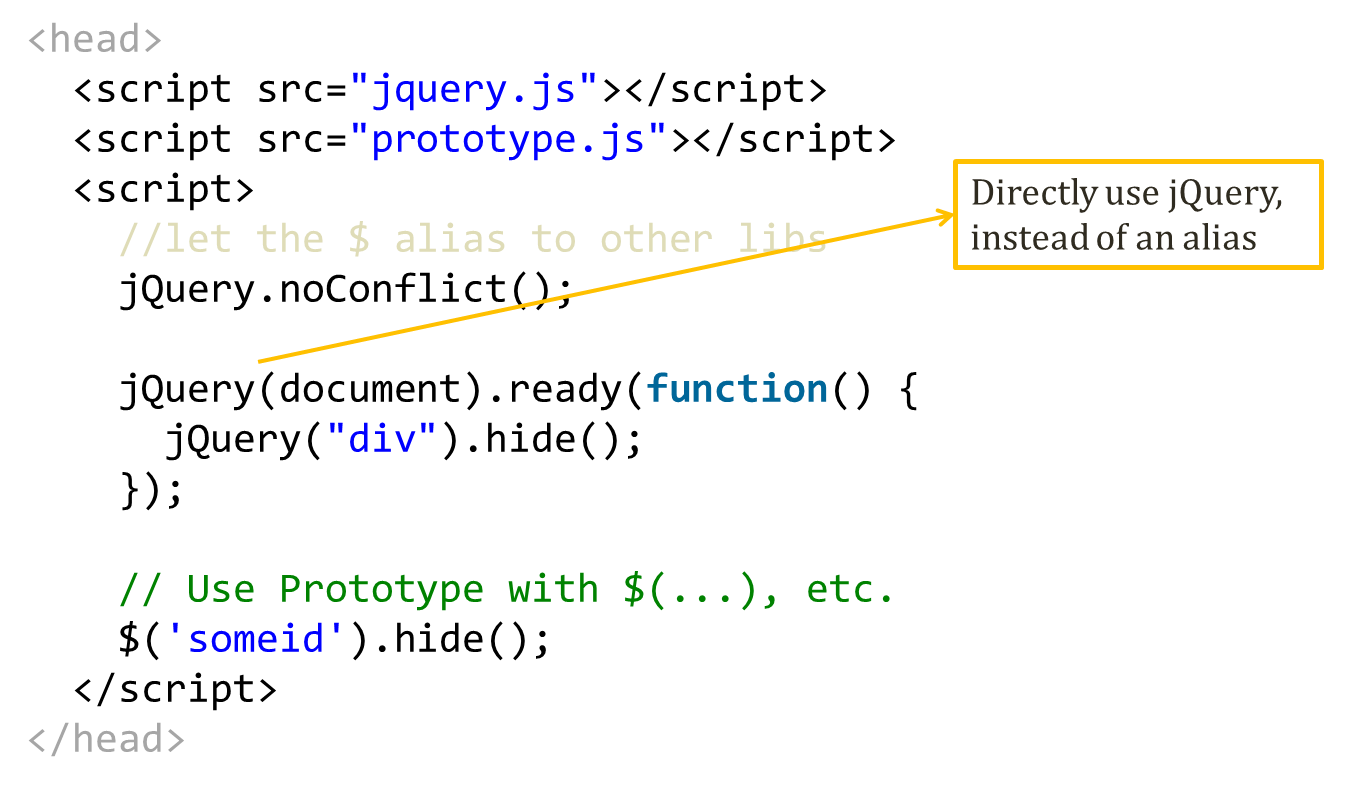 <head>
<script src="jquery.js"></script>
<script src="prototype.js"></script>
<script>
//let the $ alias to other libs
jQuery.noConflict();
jQuery(document).ready(function() {
jQuery("div").hide();
});
// Use Prototype with $(...), etc.
$('someid').hide();
</script>
</head>
Directly use jQuery,
instead of an alias